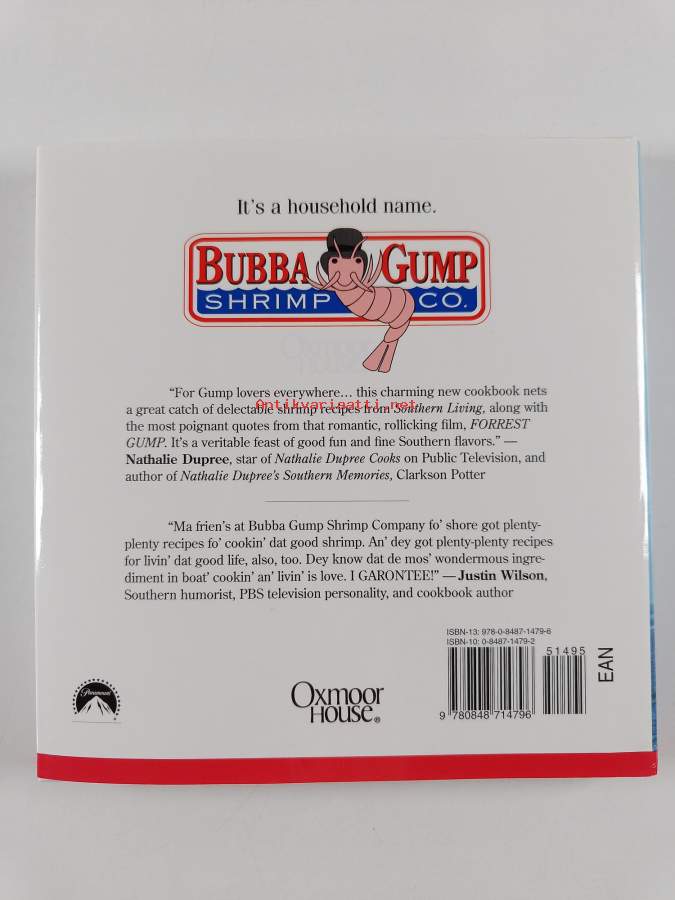 It's a household name.
BUBBA GUMP
SHRIMP CO.
Oxmoor
House
“For Gump lovers everywhere… this charming new cookbook nets
a great catch of delectable shrimp recipes from Southern Living, along with
Antikvariaatti.net
the most poignant quotes from that romantic, rollicking film, FORREST
GUMP. It's a veritable feast of good fun and fine Southern flavors.” —
Nathalie Dupree, star of Nathalie Dupree Cooks on Public Television, and
author of Nathalie Dupree's Southern Memories, Clarkson Potter
“Ma frien's at Bubba Gump Shrimp Company fo' shore got plenty-
plenty recipes fo' cookin' dat good shrimp. An' dey got plenty-plenty recipes
for livin' dat good life, also, too. Dey know dat de mos' wondermous ingre-
diment in boat' cookin' an' livin' is love. I GARONTEE!” — Justin Wilson,
Southern humorist, PBS television personality, and cookbook author
ISBN-13: 978-0-8487-1479-6
ISBN-10: 0-8487-1479-2
51495
EAN
9 780848 714796
Paramount
Oxmoor
House®